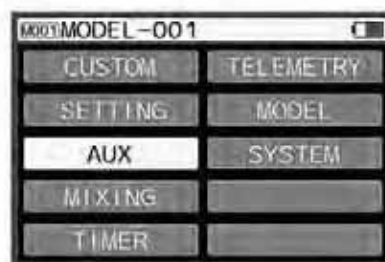 M001 MODEL-001
CUSTOM TELEMETRY
SETTING MODEL
AUX SYSTEM
MIXING
TIMER